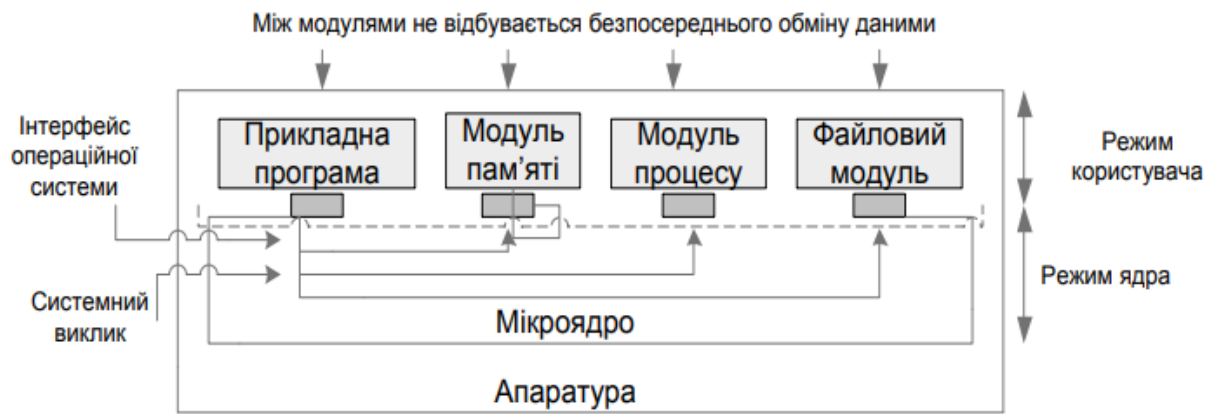 Між модулями не відбувається безпосереднього обміну даними
Інтерфейс
операційної
системи
Прикладна
програма
Модуль
пам’яті
Модуль
процесу
Файловий
модуль
Режим
користувача
Системний
виклик
Режим ядра
Мікроядро
Апаратура